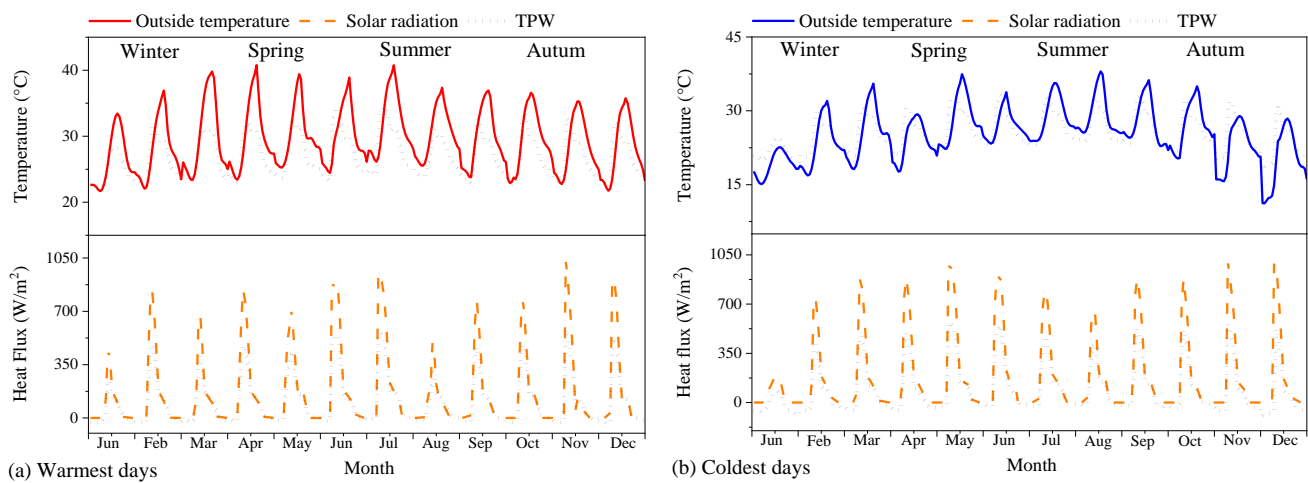 Outside temperature Solar radiation TPW
Winter Spring Summer Autum
Temperature (°C)
40
30
20
Heat Flux (W/m²)
1050
700
350
0
Jun Feb Mar Apr May Jun Jul Aug Sep Oct Nov Dec
(a) Warmest days
Month
Outside temperature Solar radiation TPW
Winter Spring Summer Autum
Temperature (°C)
45
30
15
Heat flux (W/m²)
1050
700
350
0
Jun Feb Mar Apr May Jun Jul Aug Sep Oct Nov Dec
(b) Coldest days
Month